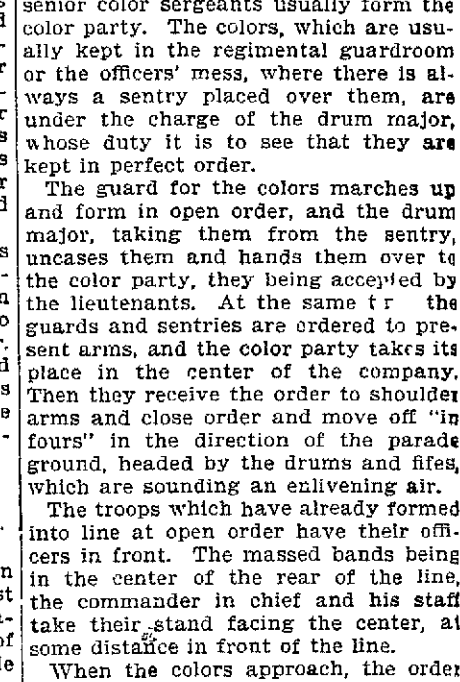 senior color sergeants usually form the
color party. The colors, which are usu-
ally kept in the regimental guardroom
or the officers' mess, where there is al-
ways a sentry placed over them, are
under the charge of the drum major,
whose duty it is to see that they are
kept in perfect order.
The guard for the colors marches up
and form in open order, and the drum
major, taking them from the sentry,
uncases them and hands them over to
the color party, they being accepted by
the lieutenants. At the same the
guards and sentries are ordered to pre-
sent arms, and the color party takes its
place in the center of the company.
Then they receive the order to shoulder
arms and close order and move off "in
fours" in the direction of the parade
ground, headed by the drums and fifes,
which are sounding an enlivening air.
The troops which have already formed
into line at open order have their offi-
cers in front. The massed bands being
in the center of the rear of the line,
the commander in chief and his staff
take their stand facing the center, at
some distance in front of the line.
When the colors approach, the order